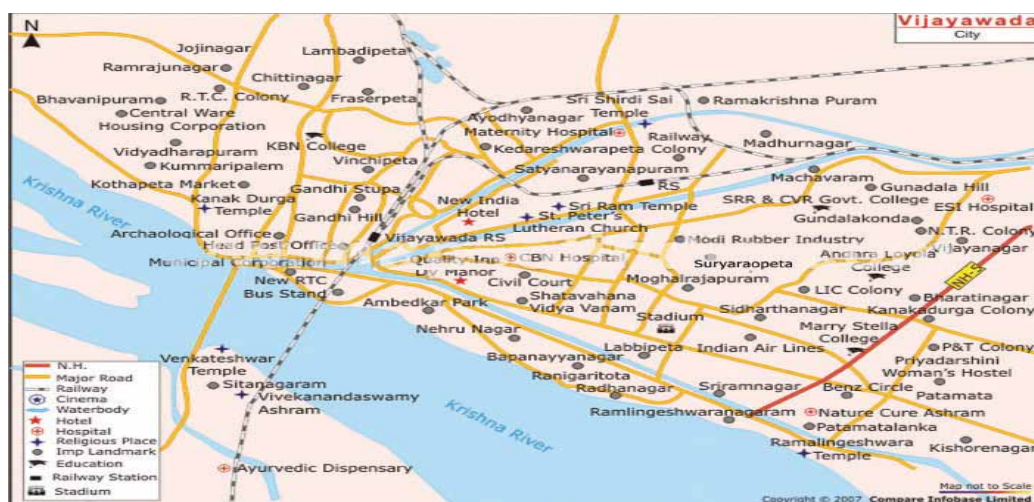 N
Vijayawada
City
Jojinagar
Lambadipeta
Ramrajunagar
Chittinagar
R.T.C. Colony
Fraserpeta
Bhavanipuram
Central Ware
Housing Corporation
KBN College
Vidyadharapuram
Vinchipeta
Kummaripalem
Kothapeta Market
Gandhi Stupa
Kanak Durga
Temple
Gandhi Hill
Krishna River
Archaeological Office
Head Post Office
Vijayawada RS
Municipal Corporation
New RTC
Bus Stand
Ayodhyanagar
Sri Shirdi Sai
Temple
Ramakrishna Puram
Maternity Hospital
Railway
Colony
Kedareshwarapeta
Madhurnagar
Satyanarayanapuram
RS
Machavaram
Gunadala Hill
New India
Hotel
Sri Ram Temple
SRR & CVR Govt. College
ESI Hospital
St. Peter's
Lutheran Church
Gundalakonda
N.T.R. Colony
Modi Rubber Industry
Vijayanagar
Quality Inn
DV Manor
CBN Hospital
Suryaraopeta
Andhra Loyola
College
NH-5
Civil Court
Moghalrajapuram
Ambedkar Park
Shatavahana
Vidya Vanam
LIC Colony
Bharatinagar
Stadium
Sidharthanagar
Kanakadurga Colony
Nehru Nagar
Marry Stella
College
Labbipeta
Indian Air Lines
P&T Colony
Bapanayyanagar
Priyadarshini
Woman's Hostel
Ranigaritota
Venkateshwar
Temple
Sitanagaram
Radhanagar
Sriramnagar
Benz Circle
Patamata
Vivekanandaswamy
Ashram
Ramlingeshwaranagaram
Nature Cure Ashram
Krishna River
Patamatalanka
Ramalingeshwara
Temple
Kishorenagar
Ayurvedic Dispensary
N.H.
Major Road
Railway
Cinema
Waterbody
Hotel
Hospital
Religious Place
Imp Landmark
Education
Railway Station
Stadium
Map not to Scale
Copyright © 2007 Compare Infobase Limited